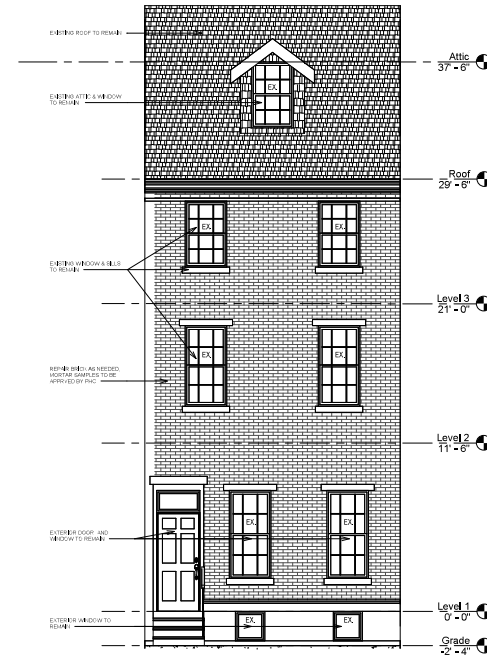 EXISTING ROOF TO REMAIN
Attic
37' - 6"
EX.
EXISTING ATTIC & WINDOW
TO REMAIN
Roof
29' - 6"
EX.
EX.
EXISTING WINDOW & SILLS
TO REMAIN
Level 3
21' - 0"
EX.
EX.
REPAIR BRICK AS NEEDED,
MORTAR SAMPLES TO BE
APPRVED BY PHC
Level 2
11' - 6"
EX.
EX.
EXTERIOR DOOR AND
WINDOW TO REMAIN
Level 1
0' - 0"
EX.
EX.
EXTERIOR WINDOW TO
REMAIN
Grade
-2' - 4"